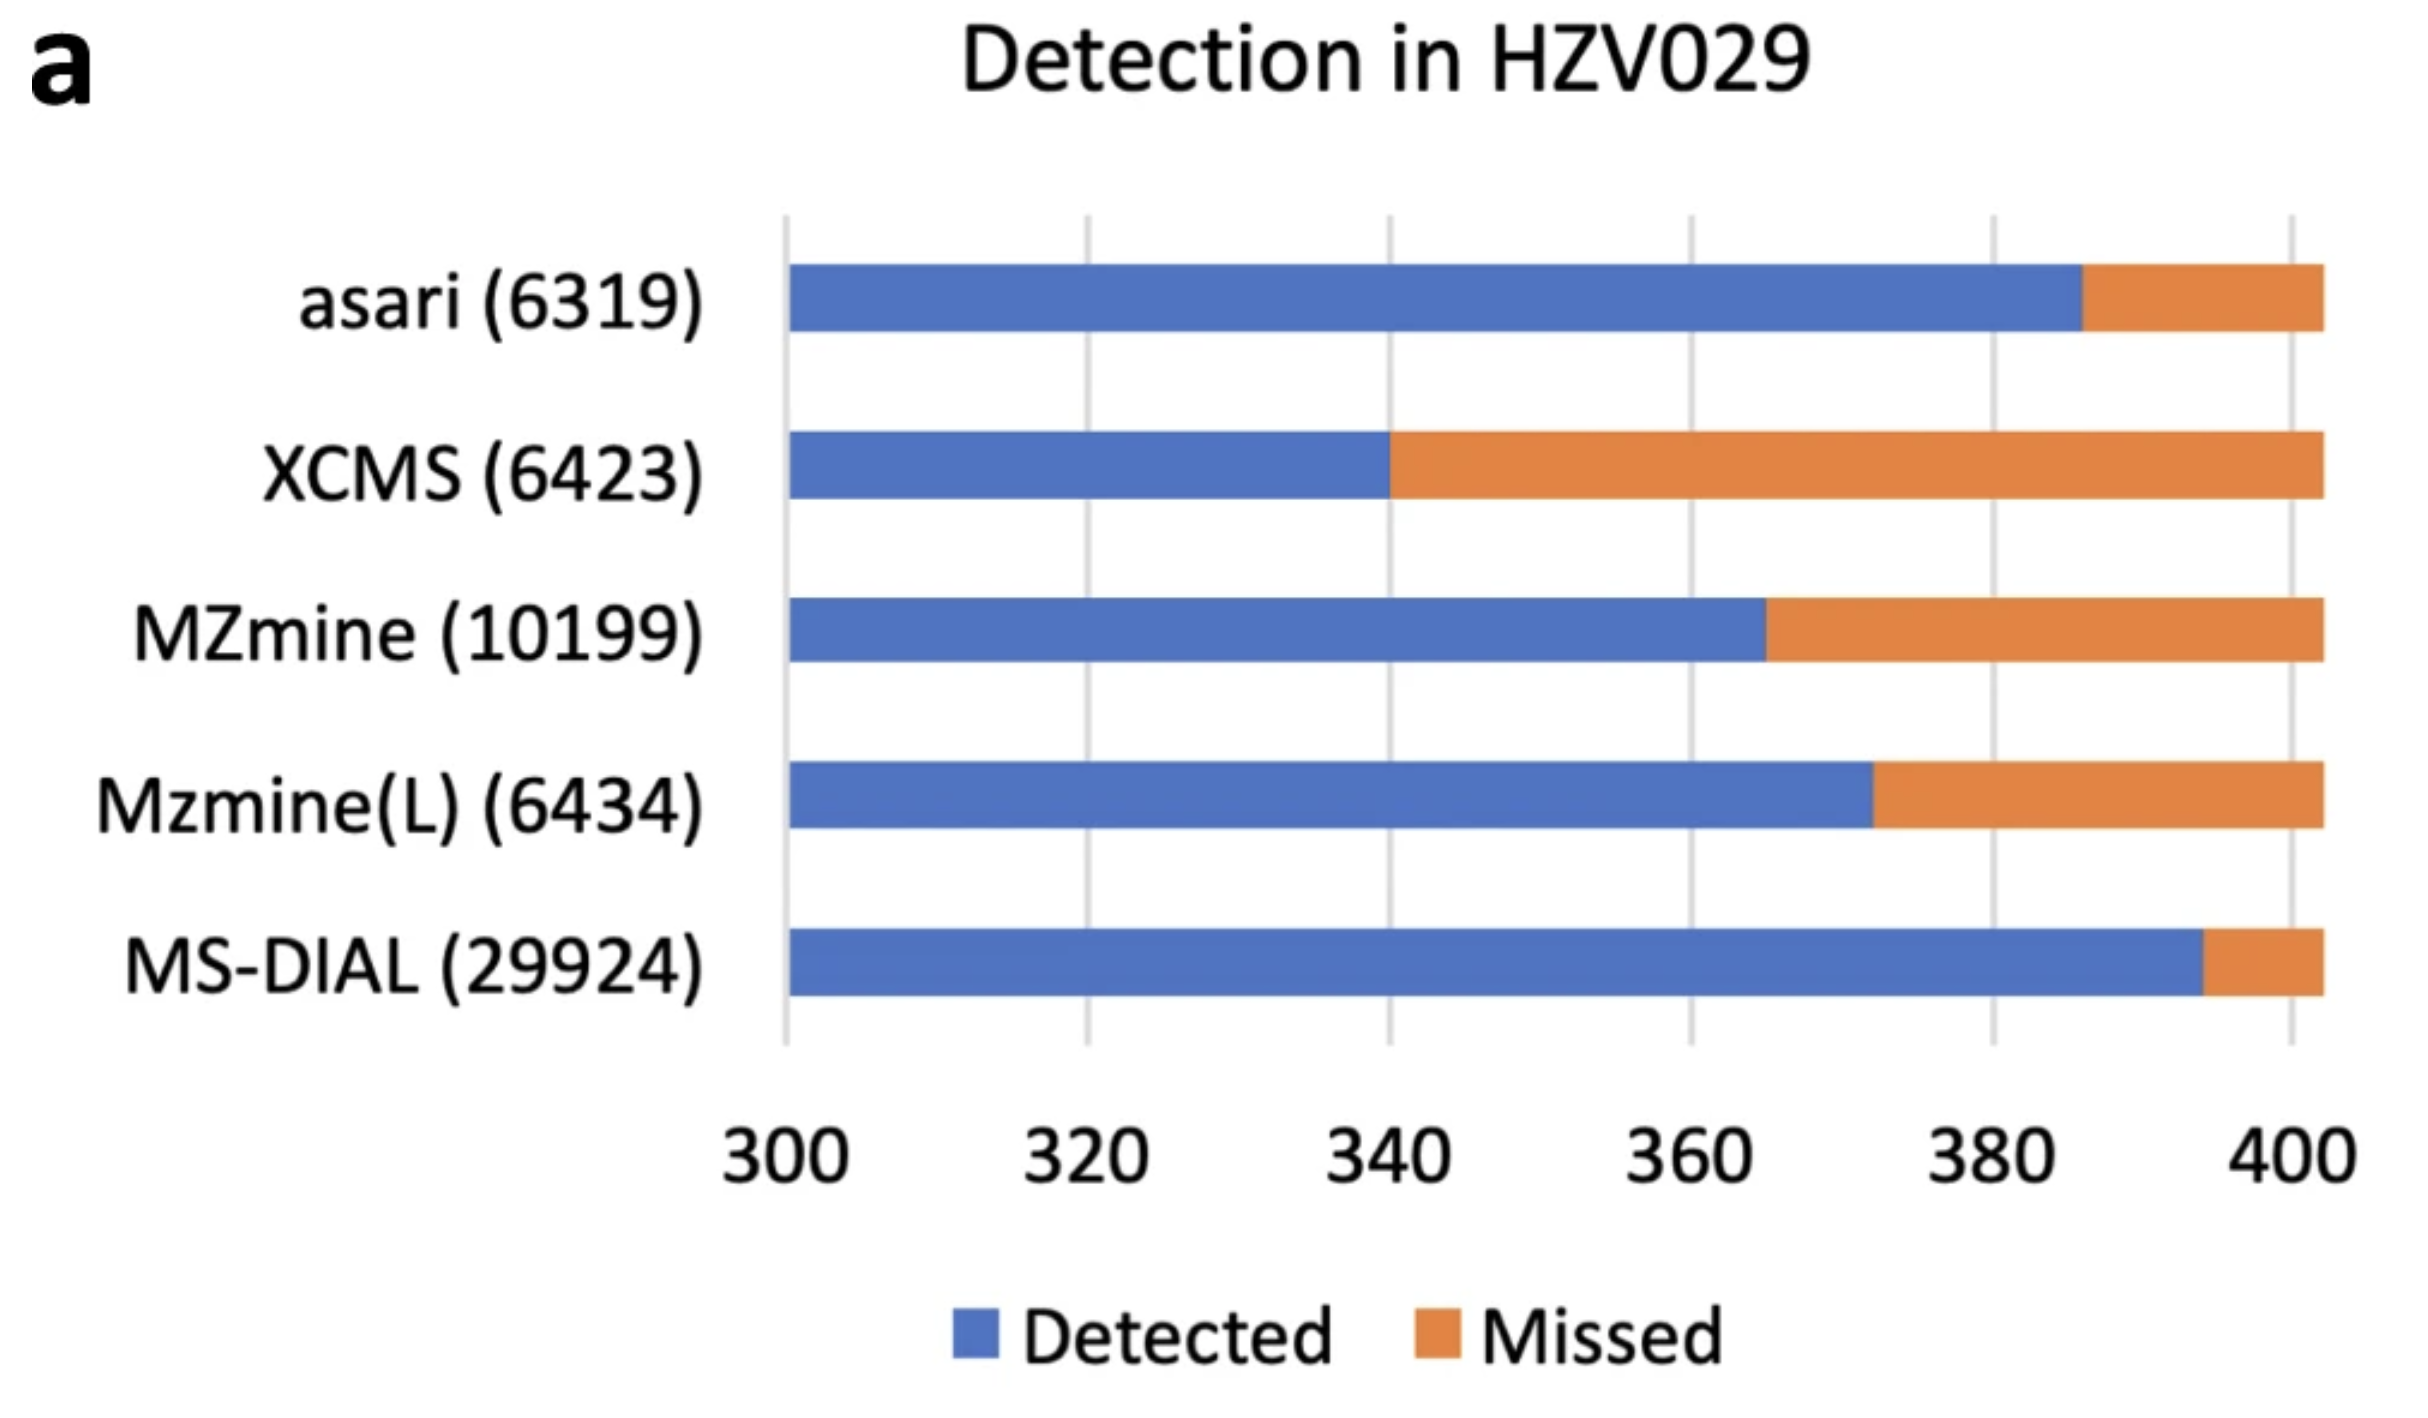 a
Detection in HZV029
asari (6319)
XCMS (6423)
MZmine (10199)
Mzmine(L) (6434)
MS-DIAL (29924)
300 320 340 360 380 400
Detected Missed